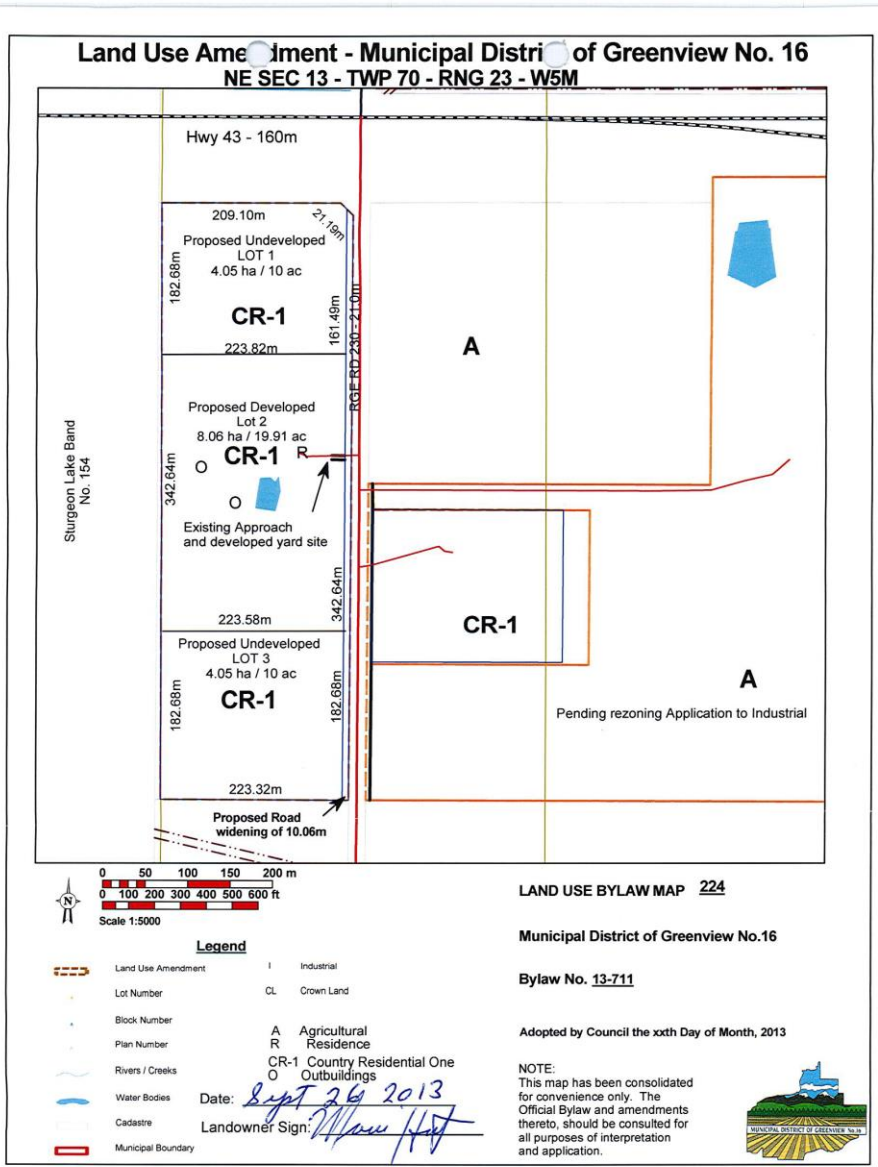 Land Use Ame dment - Municipal Distri of Greenview No. 16
NE SEC 13 - TWP 70 - RNG 23 - W5M
Hwy 43 - 160m
209.10m
21.19m
Proposed Undeveloped
LOT 1
4.05 ha / 10 ac
182.68m
CR-1
161.49m
223.82m
RGE RD 230 - 21.0m
A
Proposed Developed
Lot 2
8.06 ha / 19.91 ac
CR-1
R
O
O
342.64m
Existing Approach
and developed yard site
342.64m
223.58m
Sturgeon Lake Band
No. 154
Proposed Undeveloped
LOT 3
4.05 ha / 10 ac
CR-1
182.68m
182.68m
223.32m
Proposed Road
widening of 10.06m
CR-1
A
Pending rezoning Application to Industrial
0 50 100 150 200 m
0 100 200 300 400 500 600 ft
Scale 1:5000
N
Legend
Land Use Amendment
Lot Number
Block Number
Plan Number
Rivers / Creeks
Water Bodies
Cadastre
Municipal Boundary
I Industrial
CL Crown Land
A Agricultural
R Residence
CR-1 Country Residential One
O Outbuildings
Date: Sept 26 2013
Landowner Sign:
LAND USE BYLAW MAP 224
Municipal District of Greenview No.16
Bylaw No. 13-711
Adopted by Council the xxth Day of Month, 2013
NOTE:
This map has been consolidated
for convenience only. The
Official Bylaw and amendments
thereto, should be consulted for
all purposes of interpretation
and application.
MUNICIPAL DISTRICT OF GREENVIEW No.16